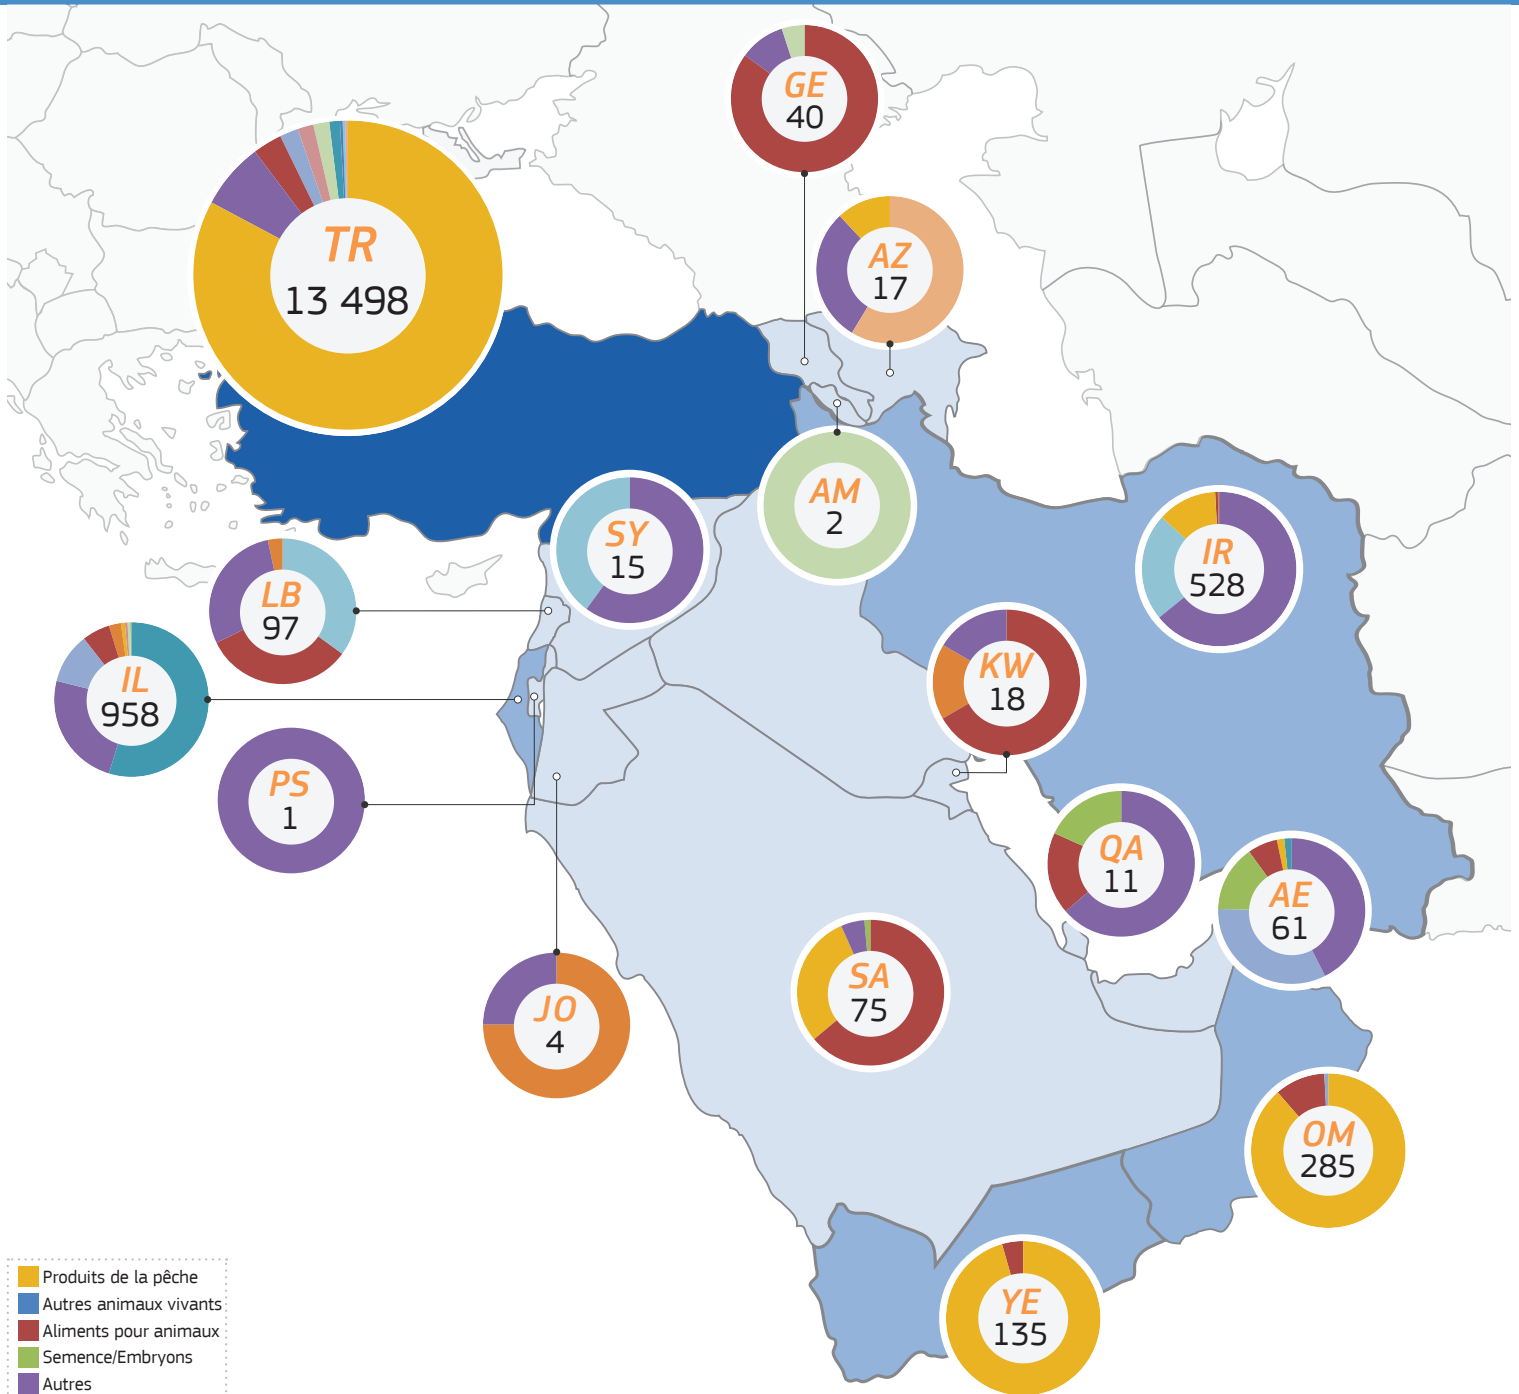 GE
40
TR
13 498
AZ
17
AM
2
SY
15
IR
528
LB
97
IL
958
KW
18
PS
1
QA
11
AE
61
SA
75
JO
4
OM
285
YE
135
Produits de la pêche
Autres animaux vivants
Aliments pour animaux
Semence/Embryons
Autres